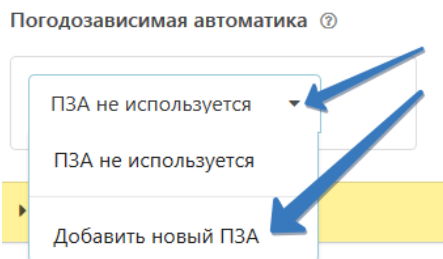 Погодозависимая автоматика ?
ПЗА не используется
ПЗА не используется
Добавить новый ПЗА